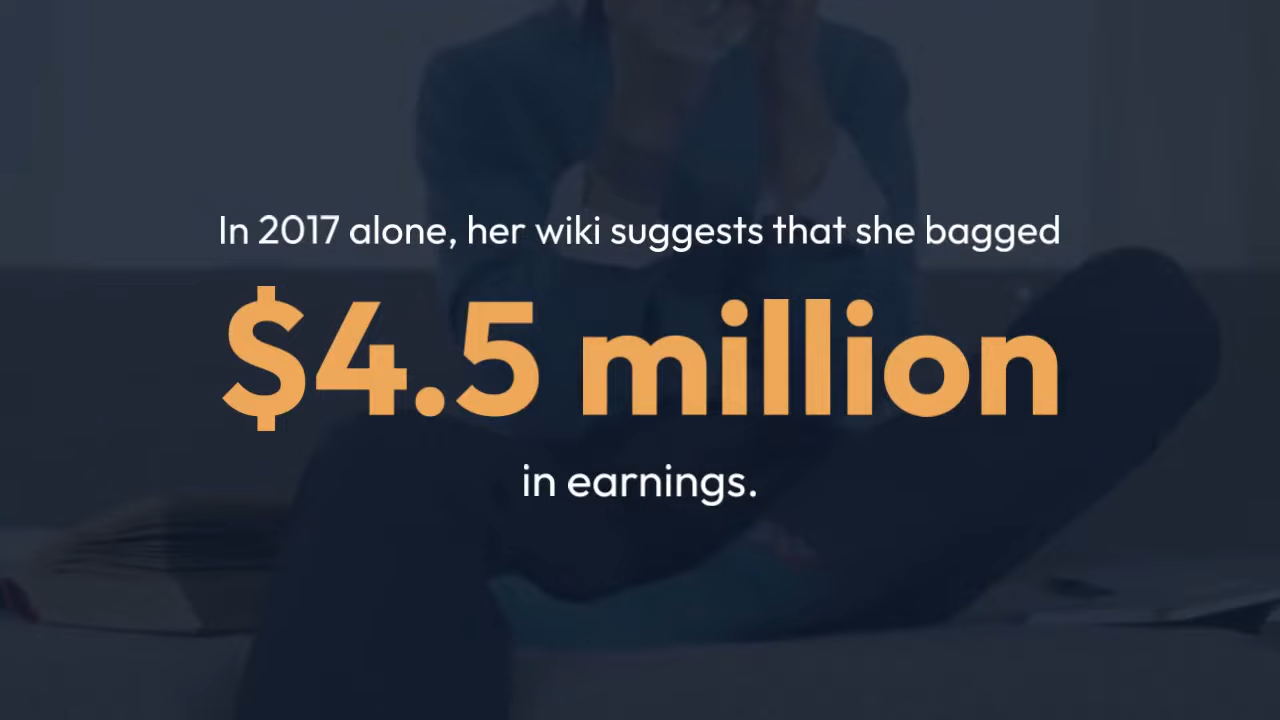 In 2017 alone, her wiki suggests that she bagged
$4.5 million
in earnings.